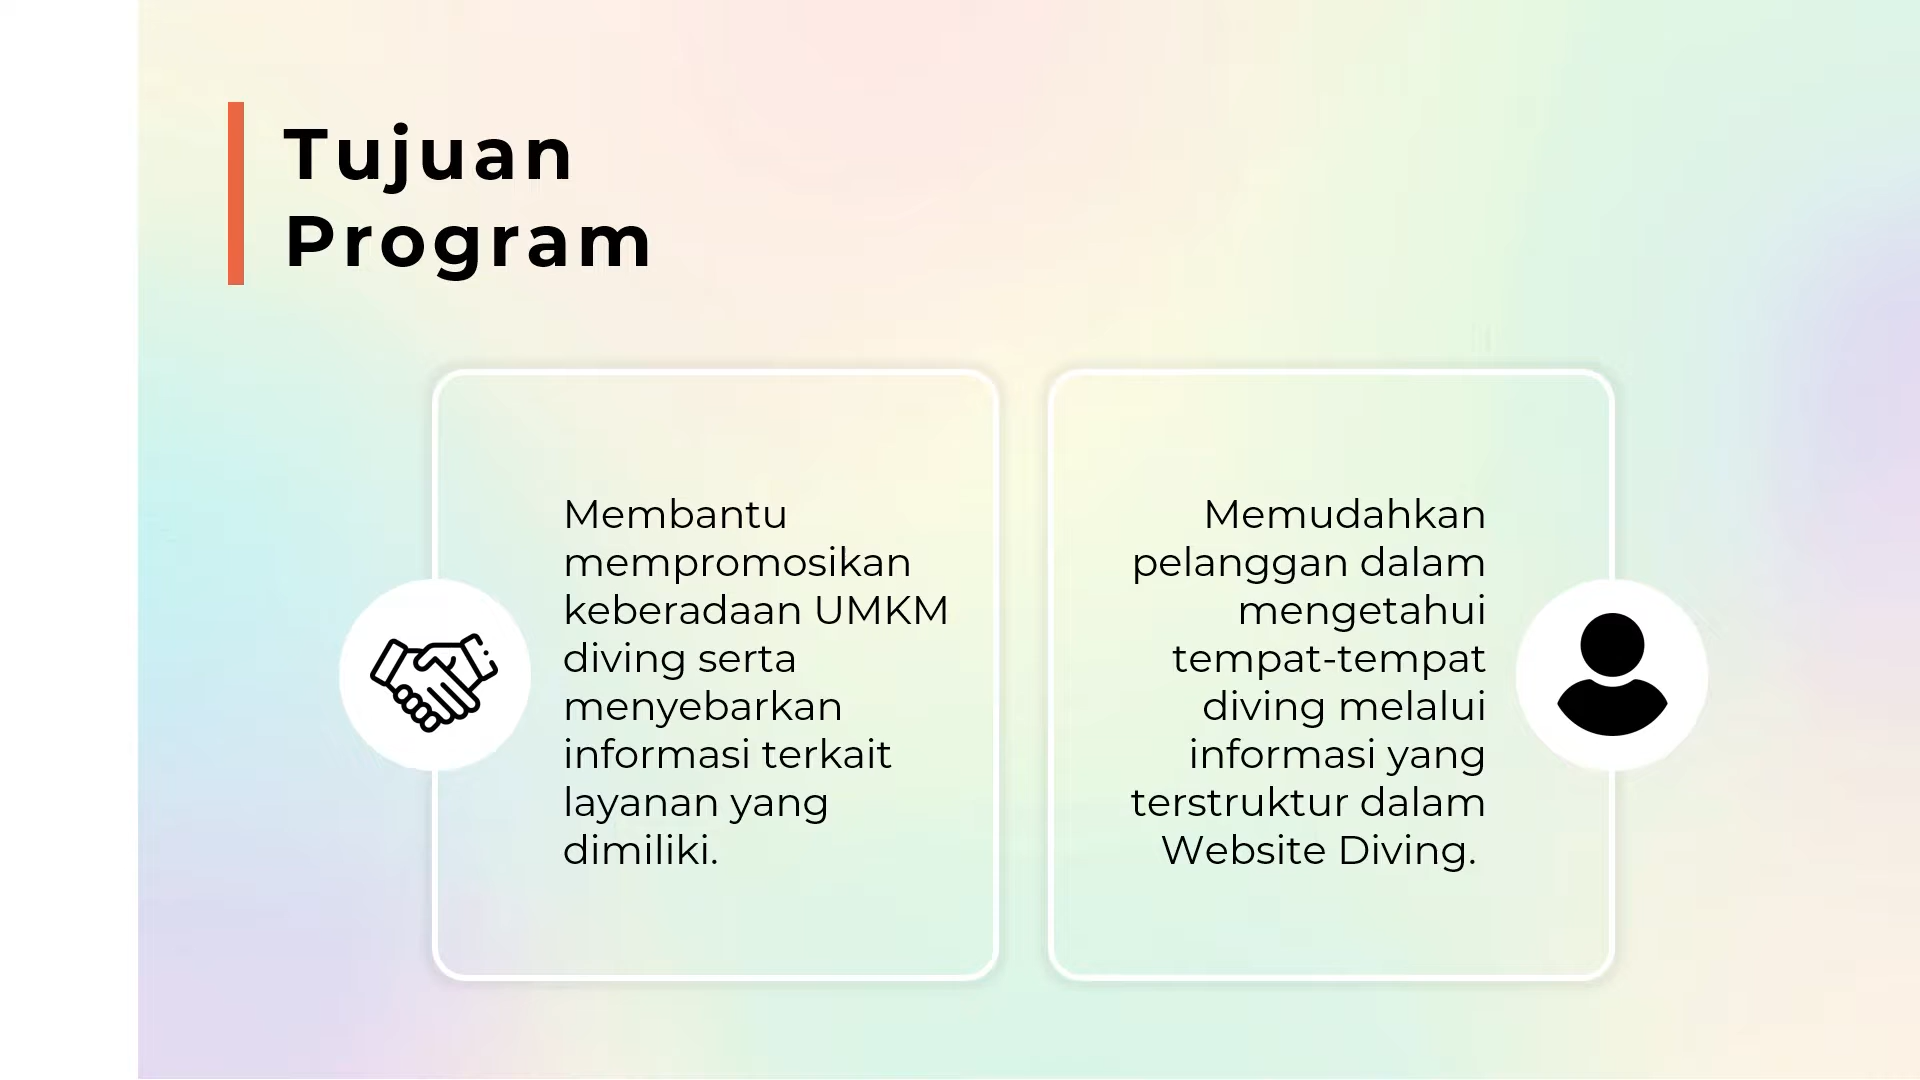 Tujuan
Program
Membantu
mempromosikan
keberadaan UMKM
diving serta
menyebarkan
informasi terkait
layanan yang
dimiliki.
Memudahkan
pelanggan dalam
mengetahui
tempat-tempat
diving melalui
informasi yang
terstruktur dalam
Website Diving.